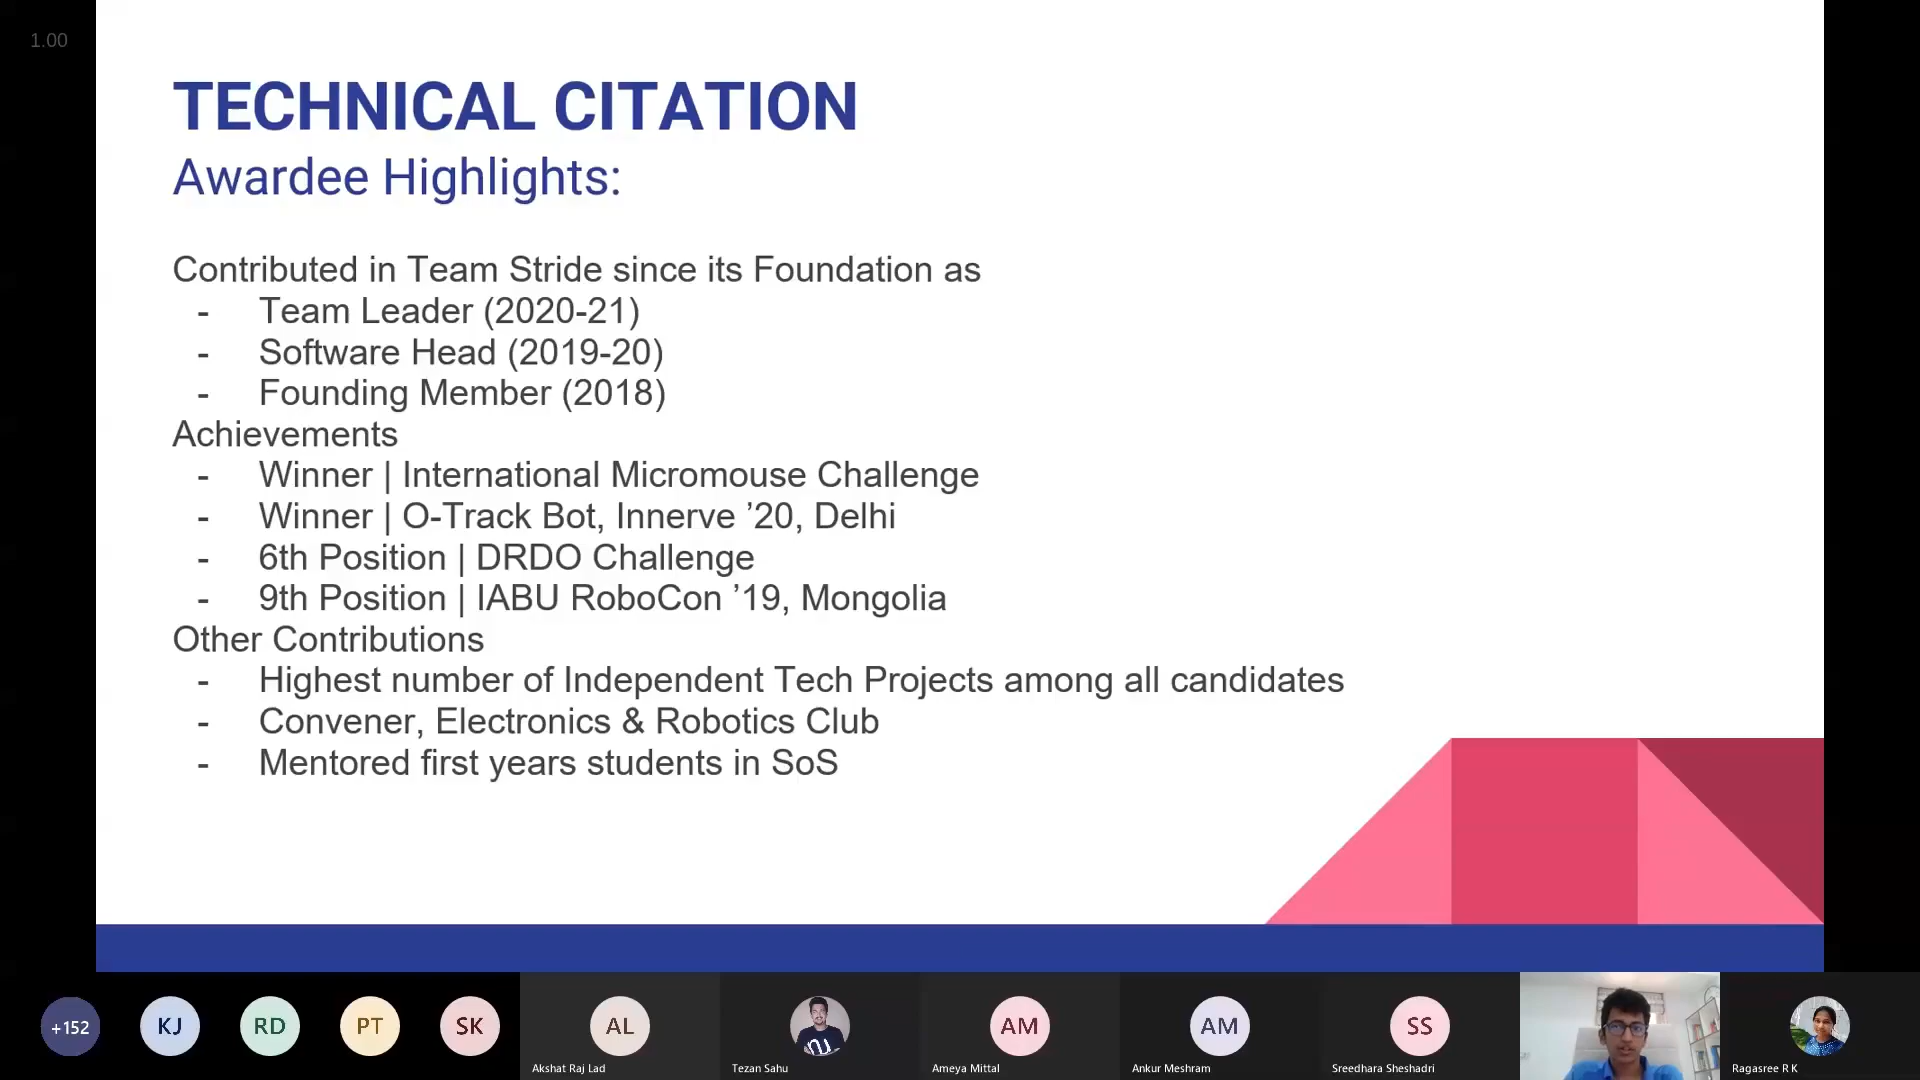 1.00
TECHNICAL CITATION
Awardee Highlights:
Contributed in Team Stride since its Foundation as
- Team Leader (2020-21)
- Software Head (2019-20)
- Founding Member (2018)
Achievements
- Winner | International Micromouse Challenge
- Winner | O-Track Bot, Innerve ’20, Delhi
- 6th Position | DRDO Challenge
- 9th Position | IABU RoboCon ’19, Mongolia
Other Contributions
- Highest number of Independent Tech Projects among all candidates
- Convener, Electronics & Robotics Club
- Mentored first years students in SoS
+152 KJ RD PT SK AL AM AM SS
Akshat Raj Lad Tezan Sahu Ameya Mittal Ankur Meshram Sreedhara Sheshadri Ragasree R K